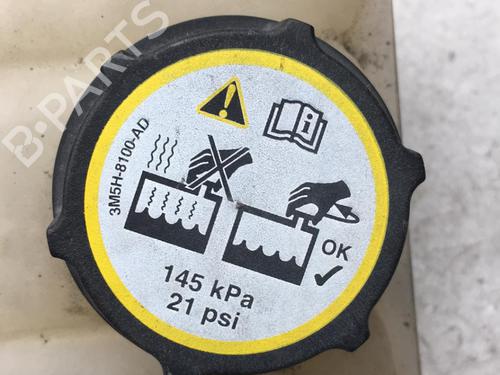 B-PARTS
3M5H-8100-AD
OK
145 kPa
21 psi